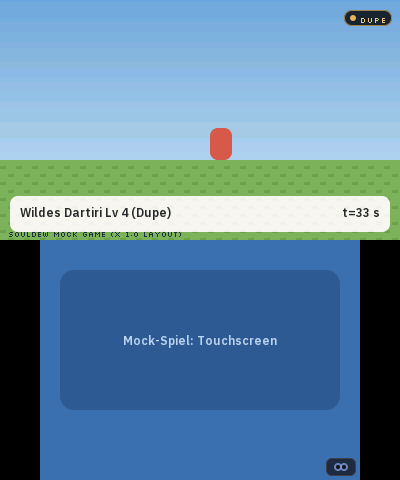 DUPE
Wildes Dartiri Lv 4 (Dupe) t=33 s
SOULDEW MOCK GAME (X 1.0 LAYOUT)
Mock-Spiel: Touchscreen